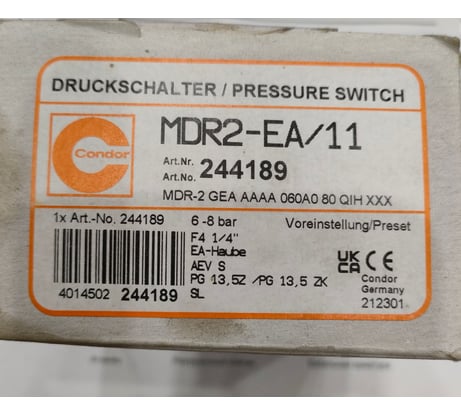 DRUCKSCHALTER / PRESSURE SWITCH
Condor
MDR2-EA/11
Art.Nr.
Art.No. 244189
MDR-2 GEA AAAA 060A0 80 QIH XXX
1x Art.-No. 244189 6 -8 bar Voreinstellung/Preset
F4 1/4"
EA-Haube
AEV S
PG 13,5Z /PG 13,5 ZK
SL
4014502 244189
UK
CA CE
Condor
Germany
212301